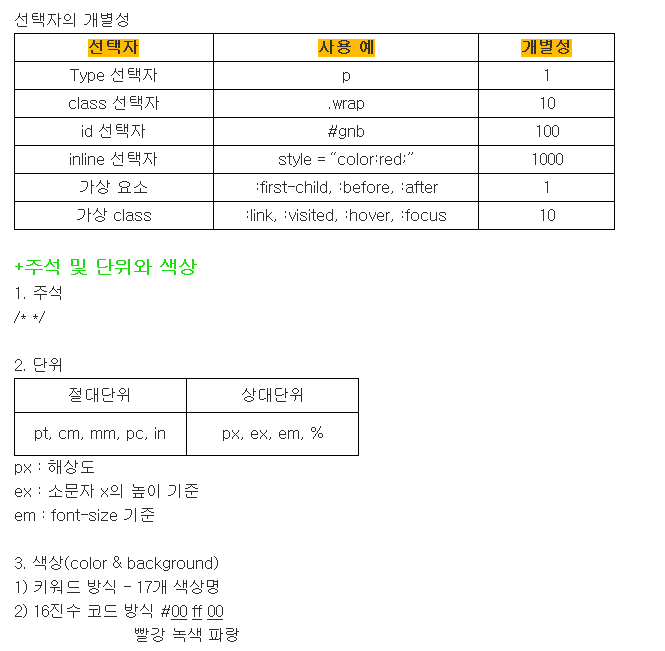 선택자의 개별성
선택자 사용 예 개별성
Type 선택자 p 1
class 선택자 .wrap 10
id 선택자 #gnb 100
inline 선택자 style = “color:red;” 1000
가상 요소 :first-child, :before, :after 1
가상 class :link, :visited, :hover, :focus 10
+주석 및 단위와 색상
1. 주석
/* */
2. 단위
절대단위 상대단위
pt, cm, mm, pc, in px, ex, em, %
px : 해상도
ex : 소문자 x의 높이 기준
em : font-size 기준
3. 색상(color & background)
1) 키워드 방식 - 17개 색상명
2) 16진수 코드 방식 #00 ff 00
빨강 녹색 파랑